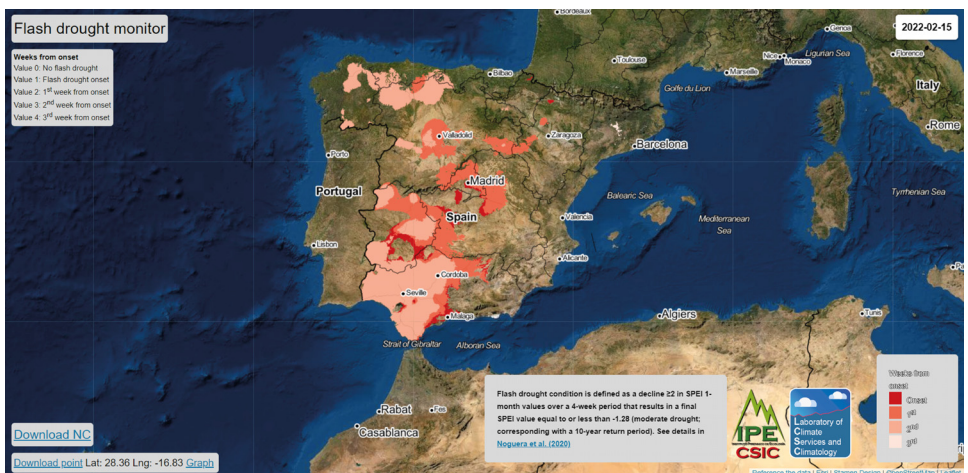 Flash drought monitor
2022-02-15
Weeks from onset
Value 0: No flash drought
Value 1: Flash drought onset
Value 2: 1st week from onset
Value 3: 2nd week from onset
Value 4: 3rd week from onset
Bordeaux
Genoa
Toulouse
Nice
Monaco
Ligurian Sea
Florence
Marseille
Golfe du Lion
Bilbao
Italy
Rome
Valladolid
Zaragoza
Barcelona
Porto
Madrid
Portugal
Spain
Balearic Sea
Tyrrhenian Sea
Mediterranean
Sea
Valencia
Lisbon
Alicante
Cordoba
Seville
Malaga
Algiers
Tunis
Strait of Gibraltar
Alboran Sea
Rabat
Fes
Casablanca
Flash drought condition is defined as a decline ≥2 in SPEI 1-
month values over a 4-week period that results in a final
SPEI value equal to or less than -1.28 (moderate drought;
corresponding with a 10-year return period). See details in
Noguera et al. (2020)
IPE
CSIC
Laboratory of
Climate
Services and
Climatology
Weeks from
onset
Onset
1st
2nd
3rd
Download NC
Download point Lat: 28.36 Lng: -16.83 Graph